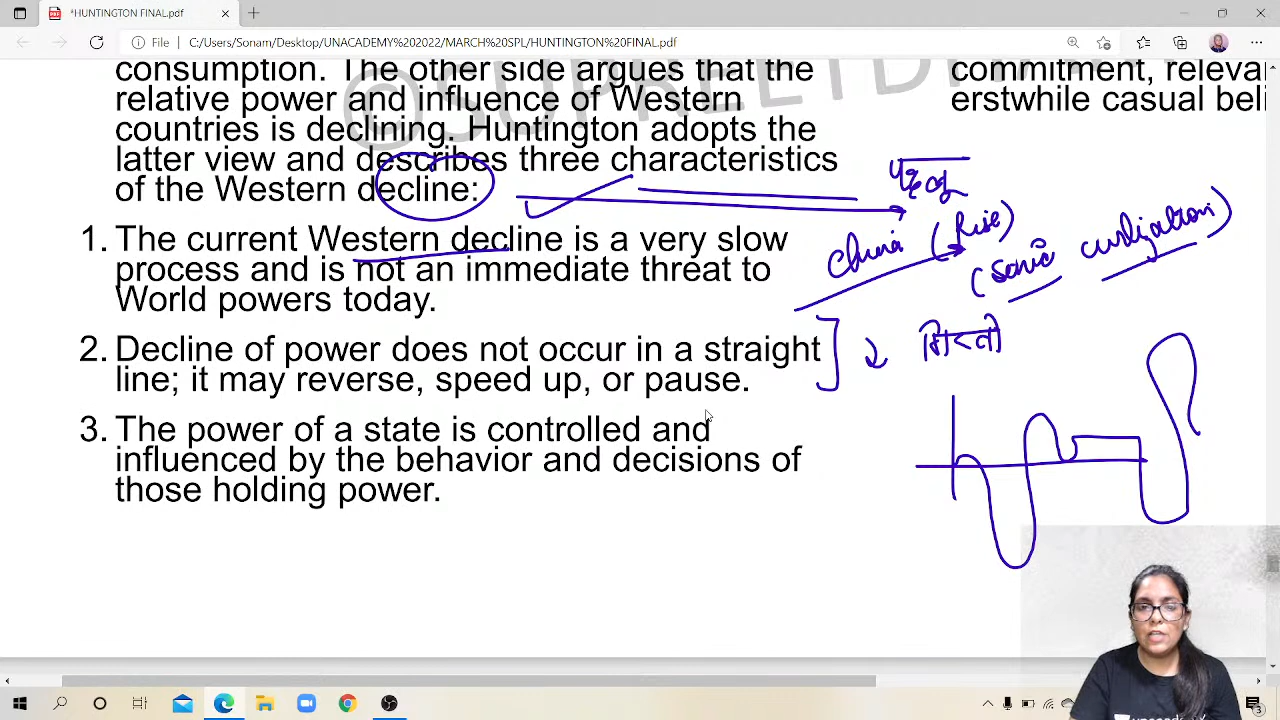 *HUNTINGTON FINAL.pdf
File
C:/Users/Sonam/Desktop/UNACADEMY%202022/MARCH%20SPL/HUNTINGTON%20FINAL.pdf
consumption. The other side argues that the
relative power and influence of Western
countries is declining. Huntington adopts the
latter view and describes three characteristics
of the Western decline:
1. The current Western decline is a very slow
process and is not an immediate threat to
World powers today.
2. Decline of power does not occur in a straight
line; it may reverse, speed up, or pause.
3. The power of a state is controlled and
influenced by the behavior and decisions of
those holding power.
commitment, releva
erstwhile casual beli
China (Rise)
(Sonic civilization)
3